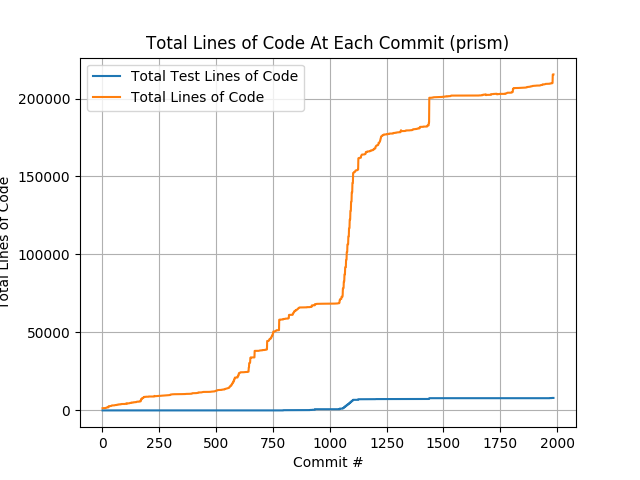 Total Lines of Code At Each Commit (prism)
Total Test Lines of Code
Total Lines of Code
200000
150000
100000
50000
0
Total Lines of Code
0 250 500 750 1000 1250 1500 1750 2000
Commit #